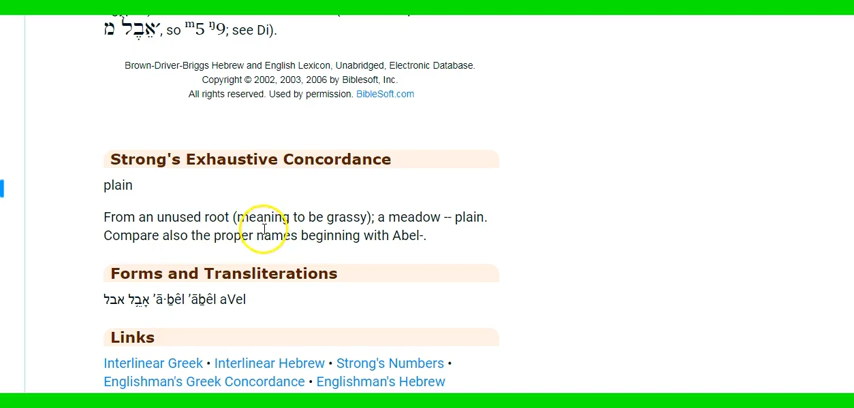 אָבֵל מ׳, so ᵐ5 ᵑ9; see Di).
Brown-Driver-Briggs Hebrew and English Lexicon, Unabridged, Electronic Database.
Copyright © 2002, 2003, 2006 by Biblesoft, Inc.
All rights reserved. Used by permission. BibleSoft.com
Strong's Exhaustive Concordance
plain
From an unused root (meaning to be grassy); a meadow -- plain.
Compare also the proper names beginning with Abel-.
Forms and Transliterations
אָבֵ֣ל אבל ’ā·ḇêl ’āḇêl aVel
Links
Interlinear Greek • Interlinear Hebrew • Strong's Numbers •
Englishman's Greek Concordance • Englishman's Hebrew